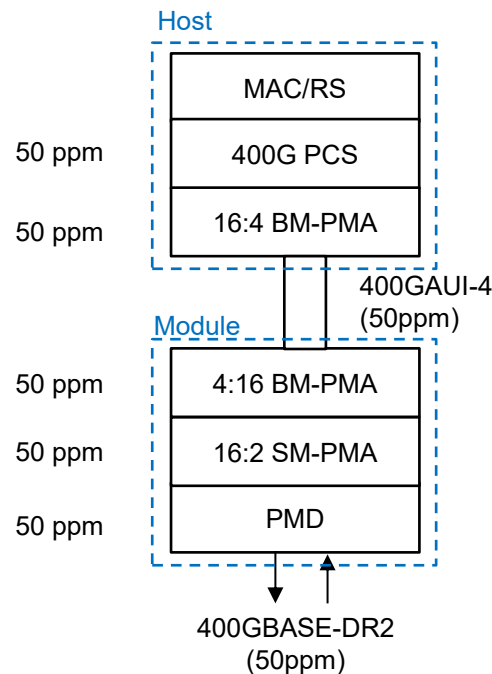 Host
MAC/RS
50 ppm
400G PCS
50 ppm
16:4 BM-PMA
400GAUI-4
(50ppm)
Module
50 ppm
4:16 BM-PMA
50 ppm
16:2 SM-PMA
50 ppm
PMD
400GBASE-DR2
(50ppm)